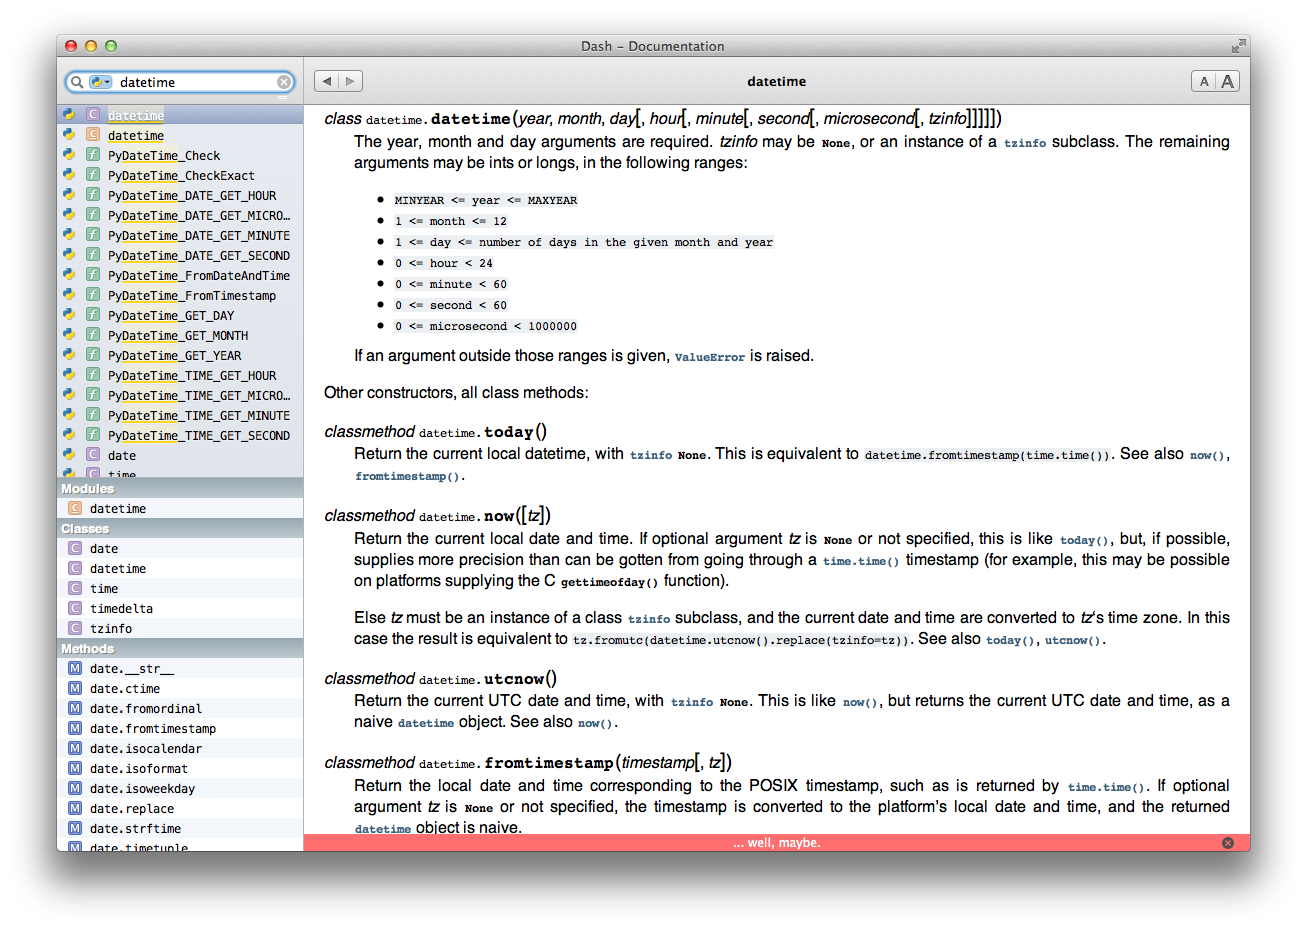 Dash – Documentation
datetime
datetime
A A
datetime
datetime
PyDateTime_Check
PyDateTime_CheckExact
PyDateTime_DATE_GET_HOUR
PyDateTime_DATE_GET_MICRO…
PyDateTime_DATE_GET_MINUTE
PyDateTime_DATE_GET_SECOND
PyDateTime_FromDateAndTime
PyDateTime_FromTimestamp
PyDateTime_GET_DAY
PyDateTime_GET_MONTH
PyDateTime_GET_YEAR
PyDateTime_TIME_GET_HOUR
PyDateTime_TIME_GET_MICRO…
PyDateTime_TIME_GET_MINUTE
PyDateTime_TIME_GET_SECOND
date
time
Modules
datetime
Classes
date
datetime
time
timedelta
tzinfo
Methods
date.__str__
date.ctime
date.fromordinal
date.fromtimestamp
date.isocalendar
date.isoformat
date.isoweekday
date.replace
date.strftime
date.timetuple
class datetime.datetime(year, month, day[, hour[, minute[, second[, microsecond[, tzinfo]]]]])
The year, month and day arguments are required. tzinfo may be None, or an instance of a tzinfo subclass. The remaining
arguments may be ints or longs, in the following ranges:
• MINYEAR <= year <= MAXYEAR
• 1 <= month <= 12
• 1 <= day <= number of days in the given month and year
• 0 <= hour < 24
• 0 <= minute < 60
• 0 <= second < 60
• 0 <= microsecond < 1000000
If an argument outside those ranges is given, ValueError is raised.
Other constructors, all class methods:
classmethod datetime.today()
Return the current local datetime, with tzinfo None. This is equivalent to datetime.fromtimestamp(time.time()). See also now(),
fromtimestamp().
classmethod datetime.now([tz])
Return the current local date and time. If optional argument tz is None or not specified, this is like today(), but, if possible,
supplies more precision than can be gotten from going through a time.time() timestamp (for example, this may be possible
on platforms supplying the C gettimeofday() function).
Else tz must be an instance of a class tzinfo subclass, and the current date and time are converted to tz‘s time zone. In this
case the result is equivalent to tz.fromutc(datetime.utcnow().replace(tzinfo=tz)). See also today(), utcnow().
classmethod datetime.utcnow()
Return the current UTC date and time, with tzinfo None. This is like now(), but returns the current UTC date and time, as a
naive datetime object. See also now().
classmethod datetime.fromtimestamp(timestamp[, tz])
Return the local date and time corresponding to the POSIX timestamp, such as is returned by time.time(). If optional
argument tz is None or not specified, the timestamp is converted to the platform’s local date and time, and the returned
datetime object is naive.
... well, maybe.